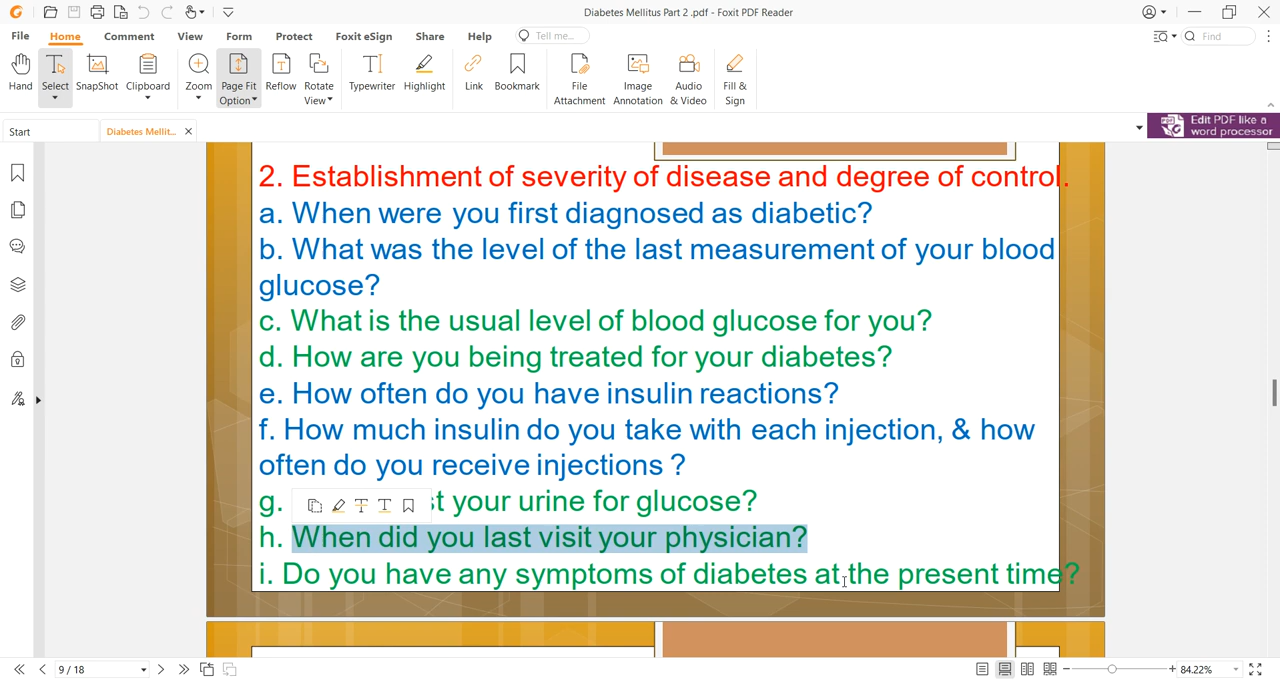 Diabetes Mellitus Part 2 .pdf - Foxit PDF Reader
File Home Comment View Form Protect Foxit eSign Share Help Tell me... Find
Hand Select SnapShot Clipboard Zoom Page Fit Option Reflow Rotate View Typewriter Highlight Link Bookmark File Attachment Image Annotation Audio & Video Fill & Sign
Start Diabetes Mellit... Edit PDF like a word processor
2. Establishment of severity of disease and degree of control.
a. When were you first diagnosed as diabetic?
b. What was the level of the last measurement of your blood
glucose?
c. What is the usual level of blood glucose for you?
d. How are you being treated for your diabetes?
e. How often do you have insulin reactions?
f. How much insulin do you take with each injection, & how
often do you receive injections ?
g. your urine for glucose?
h. When did you last visit your physician?
i. Do you have any symptoms of diabetes at the present time?
9 / 18 84.22%